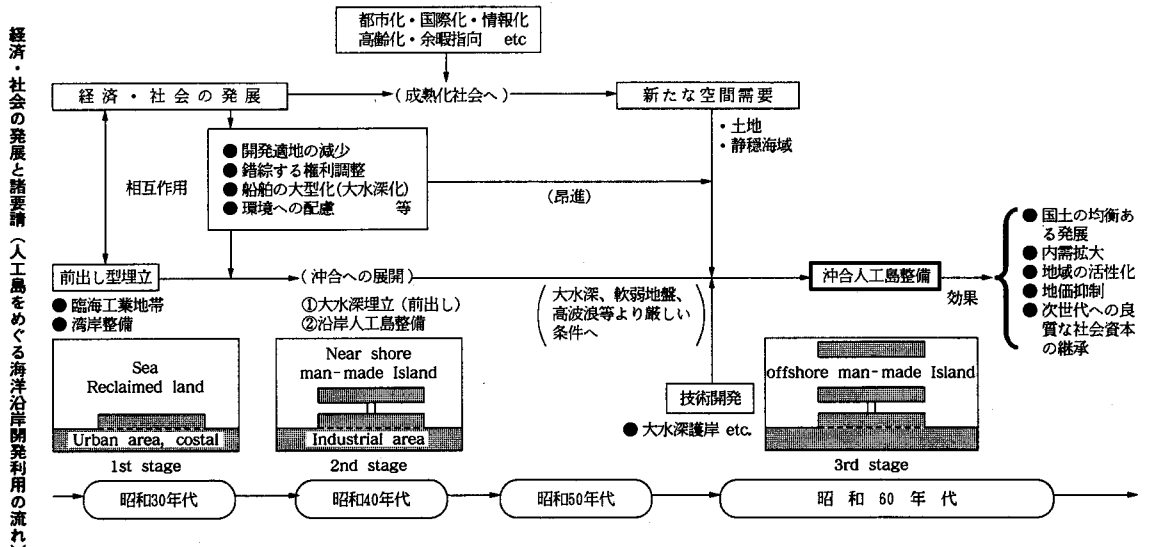 経済・社会の発展と諸要請（人工島をめぐる海洋沿岸開発利用の流れ）
都市化・国際化・情報化
高齢化・余暇指向 etc
経済・社会の発展
(成熟化社会へ)
新たな空間需要
・土地
・静穏海域
●開発適地の減少
●錯綜する権利調整
●船舶の大型化(大水深化)
●環境への配慮 等
相互作用
(昂進)
前出し型埋立
(沖合への展開)
沖合人工島整備
効果
●国土の均衡あ
る発展
●内需拡大
●地域の活性化
●地価抑制
●次世代への良
質な社会資本
の継承
●臨海工業地帯
●湾岸整備
①大水深埋立(前出し)
②沿岸人工島整備
(大水深、軟弱地盤、
高波浪等より厳しい
条件へ)
Sea
Reclaimed land
Urban area, costal
1st stage
Near shore
man-made Island
Industrial area
2nd stage
技術開発
●大水深護岸 etc.
offshore man-made Island
3rd stage
昭和30年代
昭和40年代
昭和50年代
昭和60年代